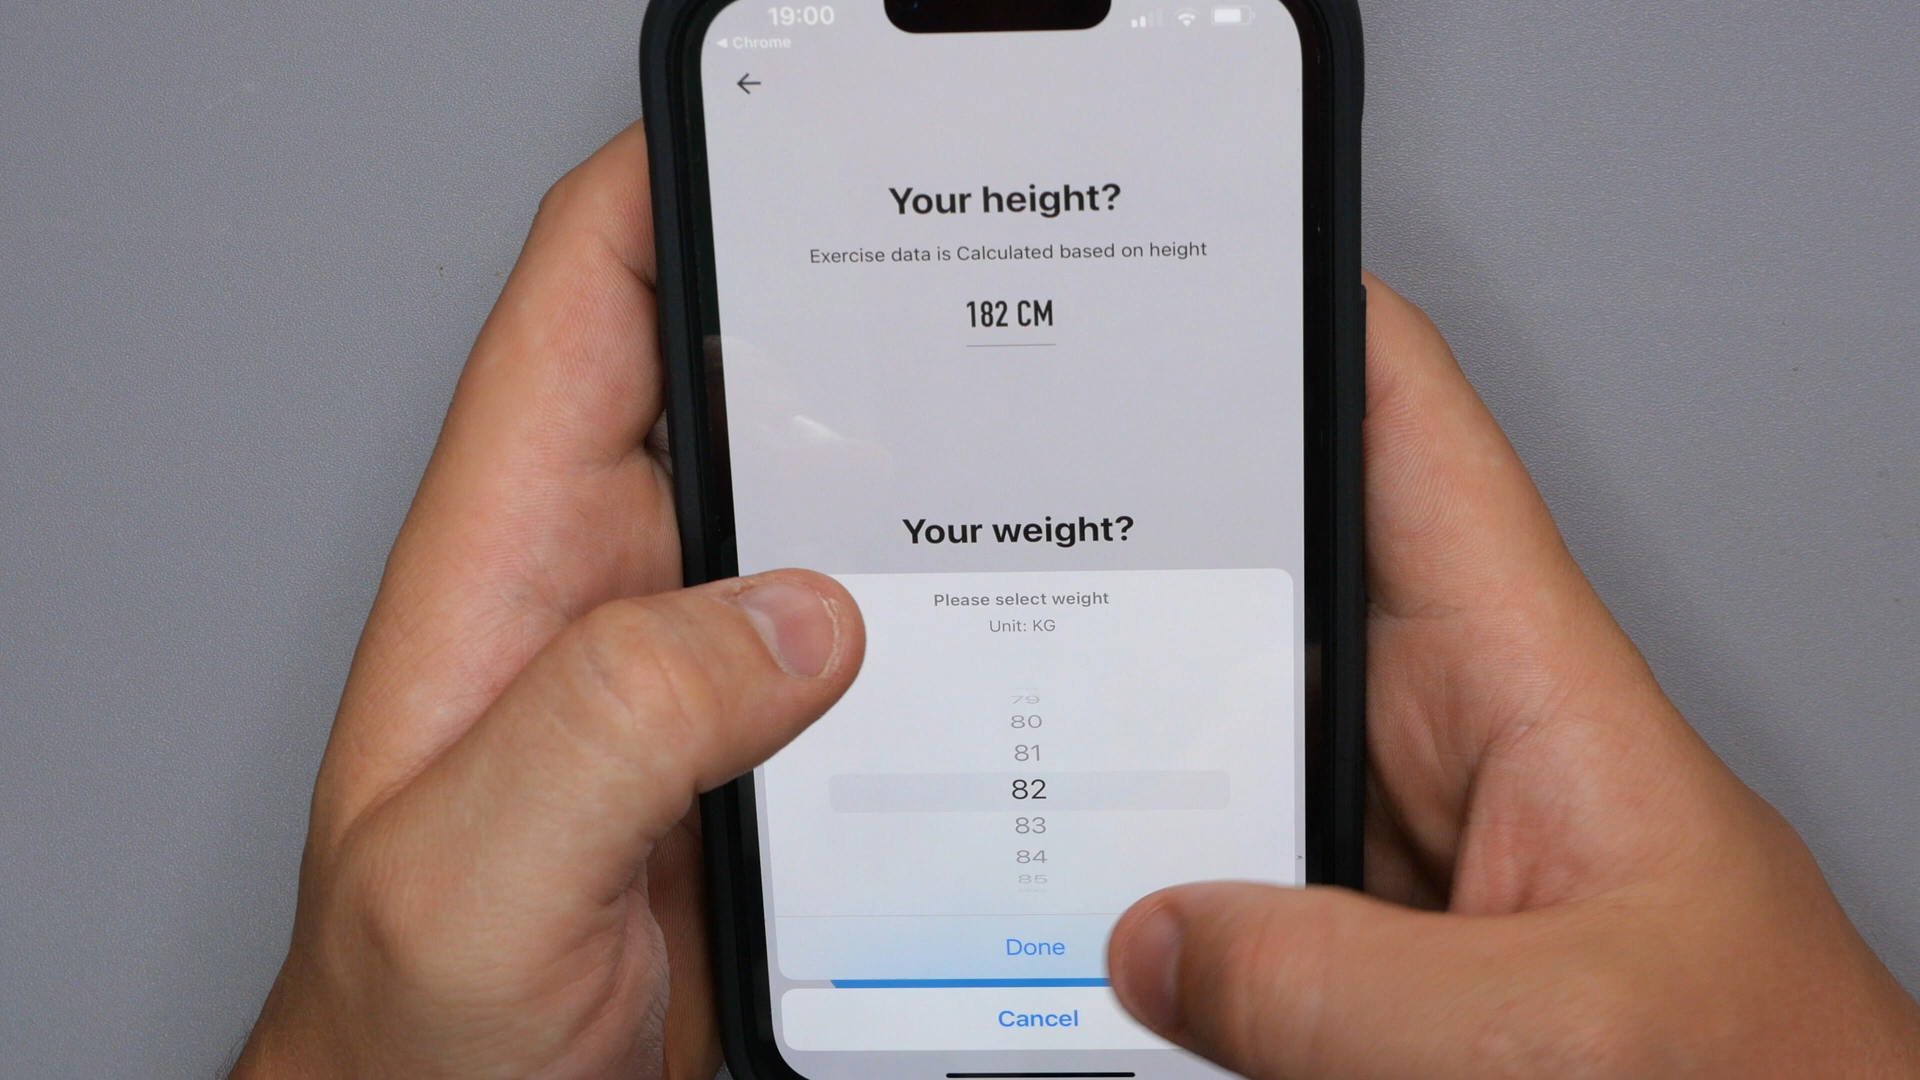 19:00
Chrome
Your height?
Exercise data is Calculated based on height
182 CM
Your weight?
Please select weight
Unit: KG
79
80
81
82
83
84
85
Done
Cancel